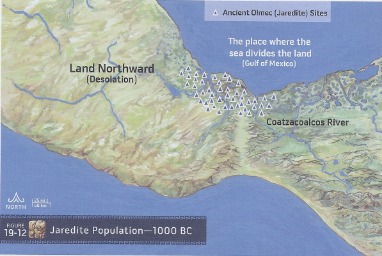 Ancient Olmec (Jaredite) Sites
The place where the
sea divides the land
(Gulf of Mexico)
Land Northward
(Desolation)
Coatzacoalcos River
NORTH
FIGURE
19-12
Jaredite Population—1000 BC